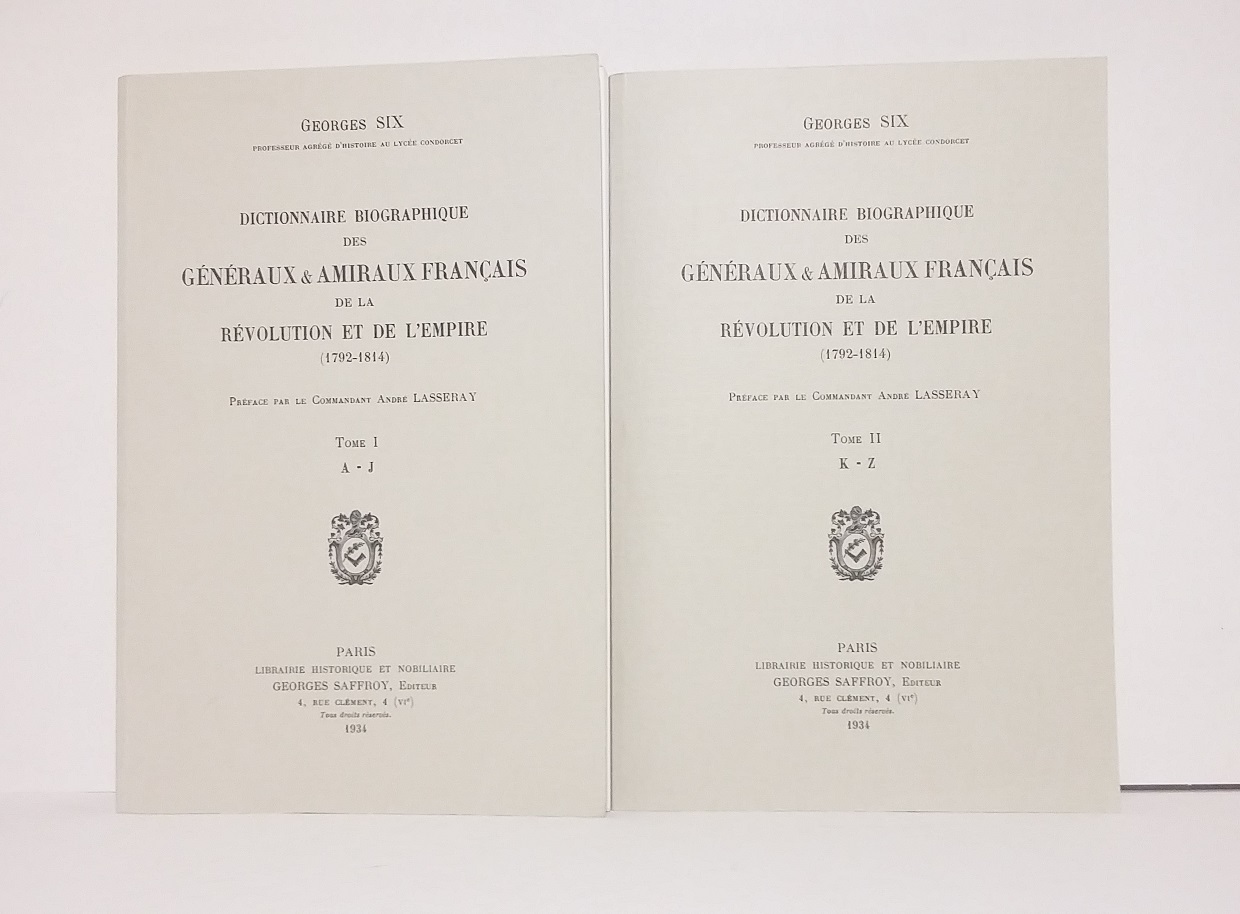 Georges SIX
PROFESSEUR AGRÉGÉ D'HISTOIRE AU LYCÉE CONDORCET
DICTIONNAIRE BIOGRAPHIQUE
DES
GÉNÉRAUX & AMIRAUX FRANÇAIS
DE LA
RÉVOLUTION ET DE L'EMPIRE
(1792-1814)
Préface par le Commandant André LASSERAY
Tome I
A - J
PARIS
LIBRAIRIE HISTORIQUE ET NOBILIAIRE
GEORGES SAFFROY, Editeur
4, RUE CLÉMENT, 4 (VIe)
Tous droits réservés.
1934
Georges SIX
PROFESSEUR AGRÉGÉ D'HISTOIRE AU LYCÉE CONDORCET
DICTIONNAIRE BIOGRAPHIQUE
DES
GÉNÉRAUX & AMIRAUX FRANÇAIS
DE LA
RÉVOLUTION ET DE L'EMPIRE
(1792-1814)
Préface par le Commandant André LASSERAY
Tome II
K - Z
PARIS
LIBRAIRIE HISTORIQUE ET NOBILIAIRE
GEORGES SAFFROY, Editeur
4, RUE CLÉMENT, 4 (VIe)
Tous droits réservés.
1934